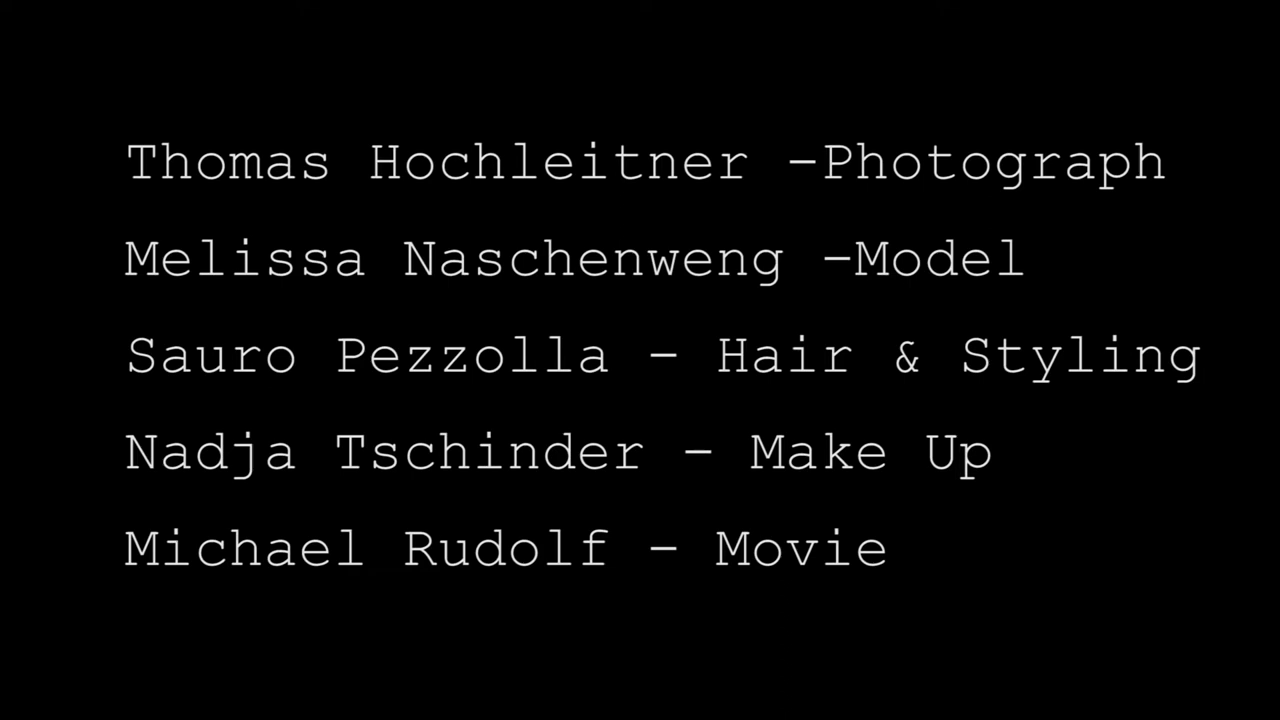 Thomas Hochleitner -Photograph
Melissa Naschenweng -Model
Sauro Pezzolla - Hair & Styling
Nadja Tschinder - Make Up
Michael Rudolf - Movie